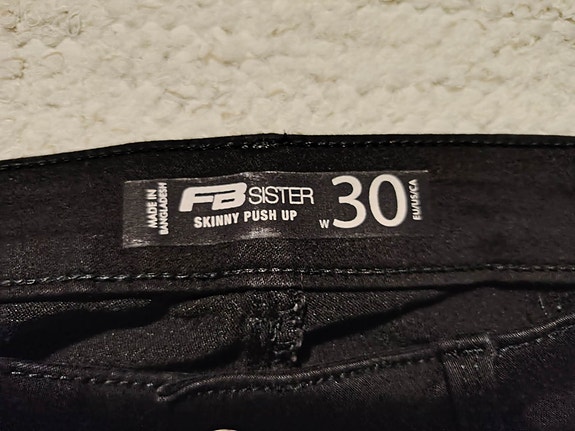 MADE IN
BANGLADESH
FB SISTER
SKINNY PUSH UP
W 30
EU/US/CA